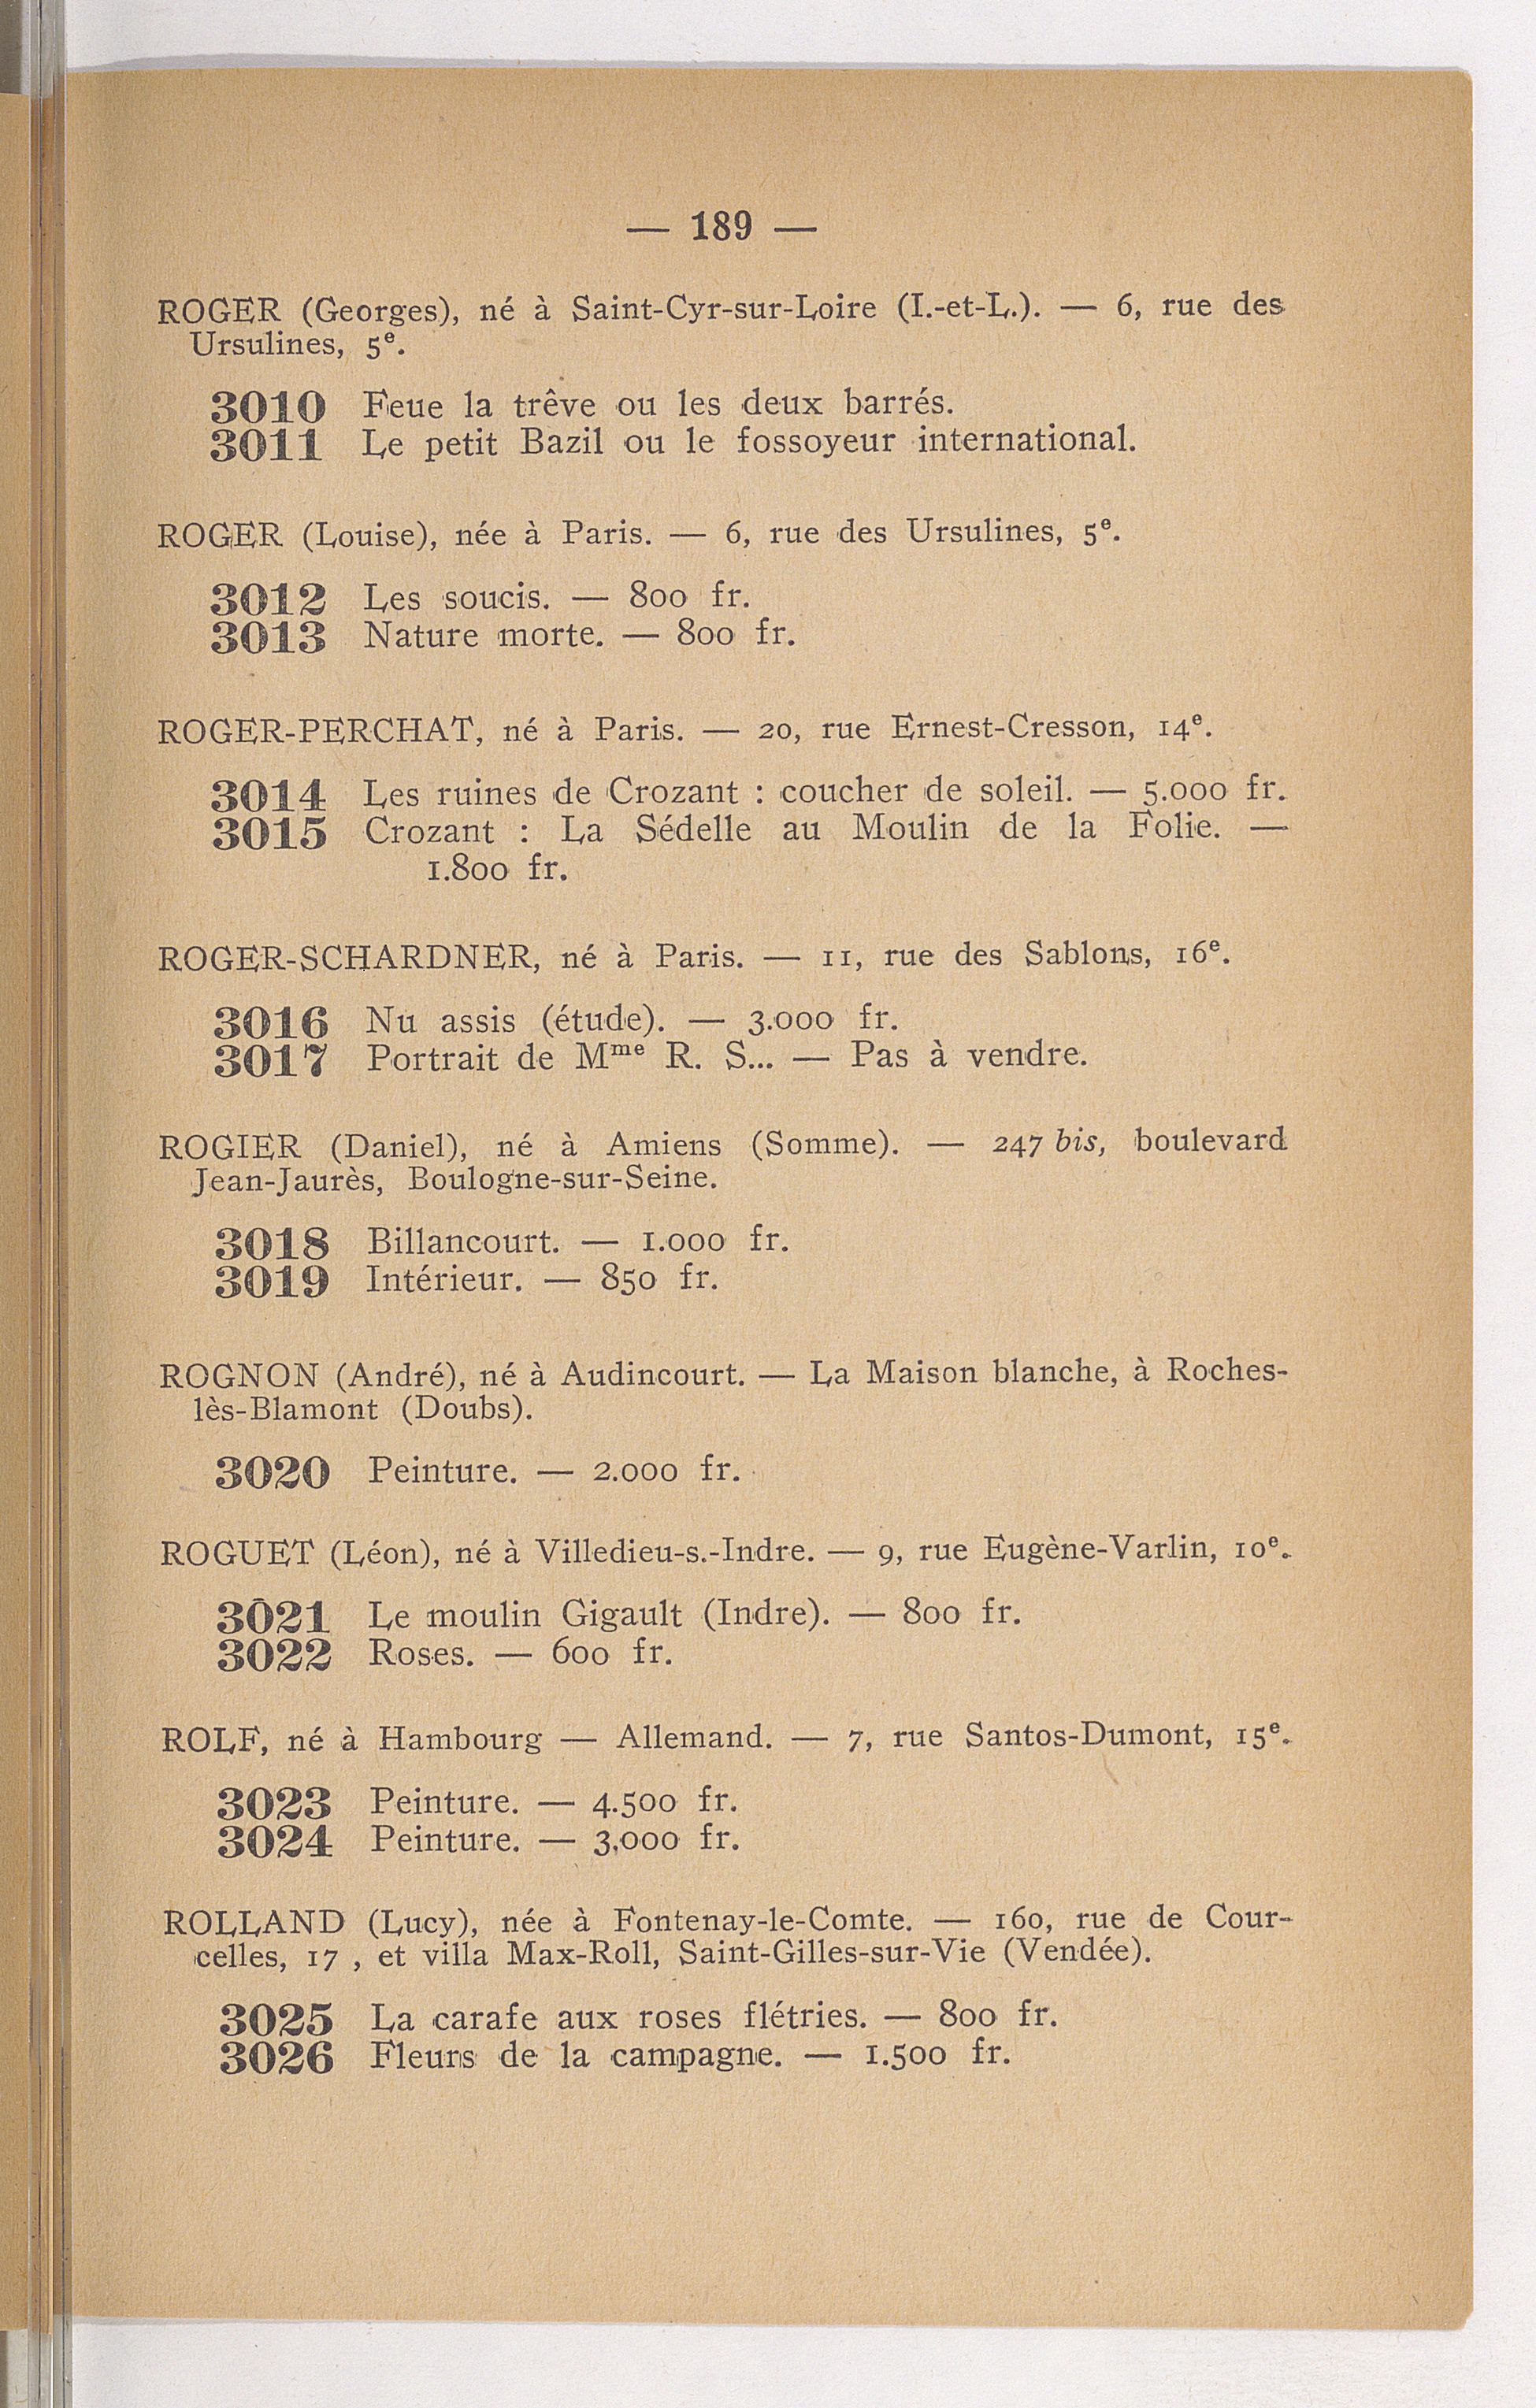 — 189 —
ROGER (Georges), né à Saint-Cyr-sur-Loire (I.-et-L.). — 6, rue des
Ursulines, 5e.
3010 Feue la trêve ou les deux barrés.
3011 Le petit Bazil ou le fossoyeur international.
ROGER (Louise), née à Paris. — 6, rue des Ursulines, 5e.
3012 Les soucis. — 800 fr.
3013 Nature morte. — 800 fr.
ROGER-PERCHAT, né à Paris. — 20, rue Ernest-Cresson, 14e.
3014 Les ruines de Crozant : coucher de soleil. — 5.000 fr.
3015 Crozant : La Sédelle au Moulin de la Folie. —
1.800 fr.
ROGER-SCHARDNER, né à Paris. — 11, rue des Sablons, 16e.
3016 Nu assis (étude). — 3.000 fr.
3017 Portrait de Mme R. S... — Pas à vendre.
ROGIER (Daniel), né à Amiens (Somme). — 247 bis, boulevard
Jean-Jaurès, Boulogne-sur-Seine.
3018 Billancourt. — 1.000 fr.
3019 Intérieur. — 850 fr.
ROGNON (André), né à Audincourt. — La Maison blanche, à Roches-
lès-Blamont (Doubs).
3020 Peinture. — 2.000 fr.
ROGUET (Léon), né à Villedieu-s.-Indre. — 9, rue Eugène-Varlin, 10e.
3021 Le moulin Gigault (Indre). — 800 fr.
3022 Roses. — 600 fr.
ROLF, né à Hambourg — Allemand. — 7, rue Santos-Dumont, 15e.
3023 Peinture. — 4.500 fr.
3024 Peinture. — 3.000 fr.
ROLLAND (Lucy), née à Fontenay-le-Comte. — 160, rue de Cour-
celles, 17 , et villa Max-Roll, Saint-Gilles-sur-Vie (Vendée).
3025 La carafe aux roses flétries. — 800 fr.
3026 Fleurs de la campagne. — 1.500 fr.